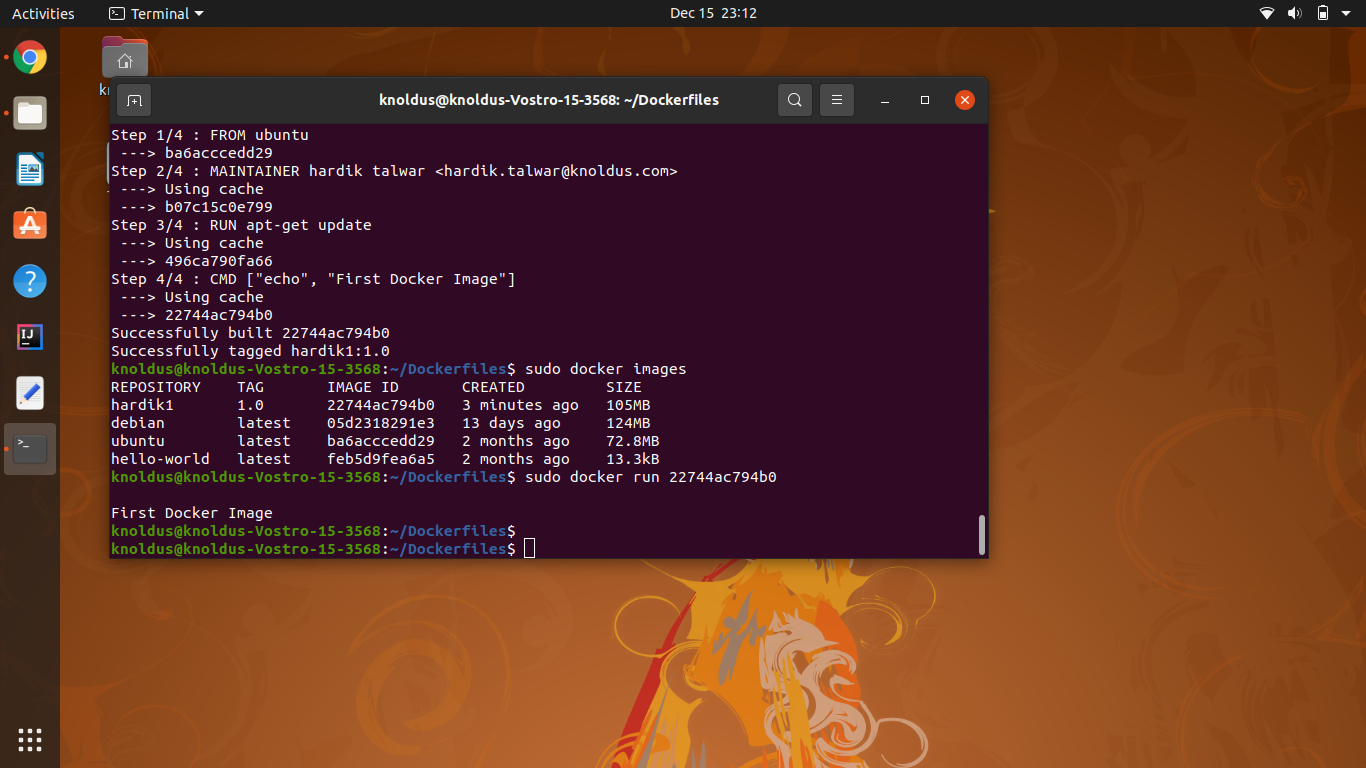 Activities
Terminal
Dec 15 23:12
knoldus@knoldus-Vostro-15-3568: ~/Dockerfiles
Step 1/4 : FROM ubuntu
 ---> ba6acccedd29
Step 2/4 : MAINTAINER hardik talwar <hardik.talwar@knoldus.com>
 ---> Using cache
 ---> b07c15c0e799
Step 3/4 : RUN apt-get update
 ---> Using cache
 ---> 496ca790fa66
Step 4/4 : CMD ["echo", "First Docker Image"]
 ---> Using cache
 ---> 22744ac794b0
Successfully built 22744ac794b0
Successfully tagged hardik1:1.0
knoldus@knoldus-Vostro-15-3568:~/Dockerfiles$ sudo docker images
REPOSITORY    TAG       IMAGE ID       CREATED         SIZE
hardik1       1.0       22744ac794b0   3 minutes ago   105MB
debian        latest    05d2318291e3   13 days ago     124MB
ubuntu        latest    ba6acccedd29   2 months ago    72.8MB
hello-world   latest    feb5d9fea6a5   2 months ago    13.3kB
knoldus@knoldus-Vostro-15-3568:~/Dockerfiles$ sudo docker run 22744ac794b0
First Docker Image
knoldus@knoldus-Vostro-15-3568:~/Dockerfiles$
knoldus@knoldus-Vostro-15-3568:~/Dockerfiles$
IJ